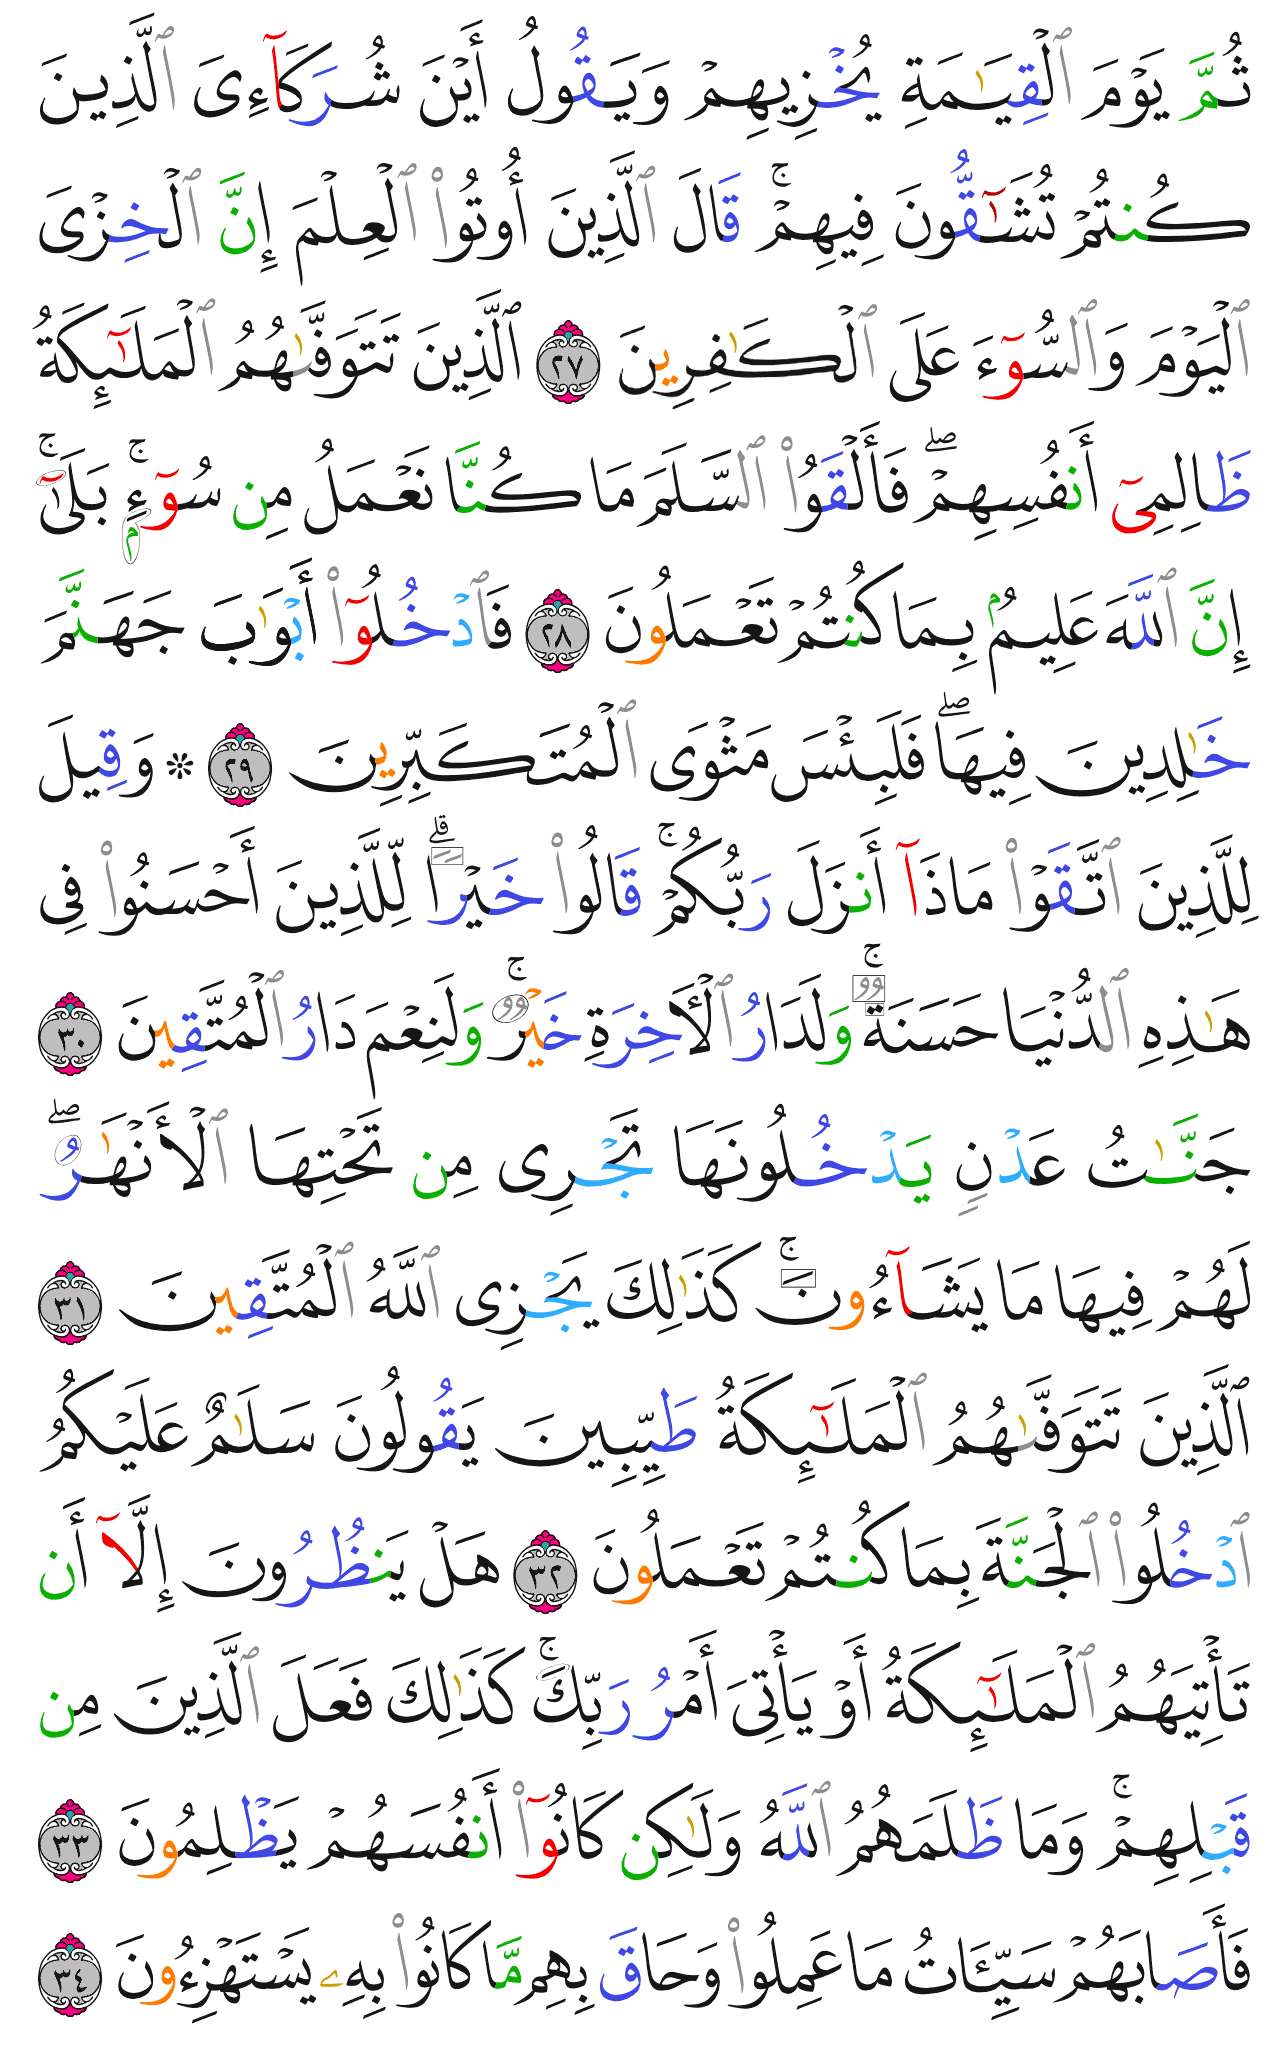 ثُمَّ يَوْمَ ٱلْقِيَـٰمَةِ يُخْزِيهِمْ وَيَقُولُ أَيْنَ شُرَكَآءِىَ ٱلَّذِينَ
كُنتُمْ تُشَـٰٓقُّونَ فِيهِمْ ۚ قَالَ ٱلَّذِينَ أُوتُوا۟ ٱلْعِلْمَ إِنَّ ٱلْخِزْىَ
ٱلْيَوْمَ وَٱلسُّوٓءَ عَلَى ٱلْكَـٰفِرِينَ ٢٧ ٱلَّذِينَ تَتَوَفَّىٰهُمُ ٱلْمَلَـٰٓئِكَةُ
ظَالِمِىٓ أَنفُسِهِمْ ۖ فَأَلْقَوُا۟ ٱلسَّلَمَ مَا كُنَّا نَعْمَلُ مِن سُوٓءٍۭ ۚ بَلَىٰٓ ۚ
إِنَّ ٱللَّهَ عَلِيمٌۢ بِمَا كُنتُمْ تَعْمَلُونَ ٢٨ فَٱدْخُلُوٓا۟ أَبْوَٰبَ جَهَنَّمَ
خَـٰلِدِينَ فِيهَا ۖ فَلَبِئْسَ مَثْوَى ٱلْمُتَكَبِّرِينَ ٢٩ ۞ وَقِيلَ
لِلَّذِينَ ٱتَّقَوْا۟ مَاذَآ أَنزَلَ رَبُّكُمْ ۚ قَالُوا۟ خَيْرًا ۗ لِّلَّذِينَ أَحْسَنُوا۟ فِى
هَـٰذِهِ ٱلدُّنْيَا حَسَنَةٌ ۚ وَلَدَارُ ٱلْـَٔاخِرَةِ خَيْرٌ ۚ وَلَنِعْمَ دَارُ ٱلْمُتَّقِينَ ٣٠
جَنَّـٰتُ عَدْنٍ يَدْخُلُونَهَا تَجْرِى مِن تَحْتِهَا ٱلْأَنْهَـٰرُ ۖ
لَهُمْ فِيهَا مَا يَشَآءُونَ ۚ كَذَٰلِكَ يَجْزِى ٱللَّهُ ٱلْمُتَّقِينَ ٣١
ٱلَّذِينَ تَتَوَفَّىٰهُمُ ٱلْمَلَـٰٓئِكَةُ طَيِّبِينَ يَقُولُونَ سَلَـٰمٌ عَلَيْكُمُ
ٱدْخُلُوا۟ ٱلْجَنَّةَ بِمَا كُنتُمْ تَعْمَلُونَ ٣٢ هَلْ يَنظُرُونَ إِلَّآ أَن
تَأْتِيَهُمُ ٱلْمَلَـٰٓئِكَةُ أَوْ يَأْتِىَ أَمْرُ رَبِّكَ ۚ كَذَٰلِكَ فَعَلَ ٱلَّذِينَ مِن
قَبْلِهِمْ ۚ وَمَا ظَلَمَهُمُ ٱللَّهُ وَلَـٰكِن كَانُوٓا۟ أَنفُسَهُمْ يَظْلِمُونَ ٣٣
فَأَصَابَهُمْ سَيِّـَٔاتُ مَا عَمِلُوا۟ وَحَاقَ بِهِم مَّا كَانُوا۟ بِهِۦ يَسْتَهْزِءُونَ ٣٤